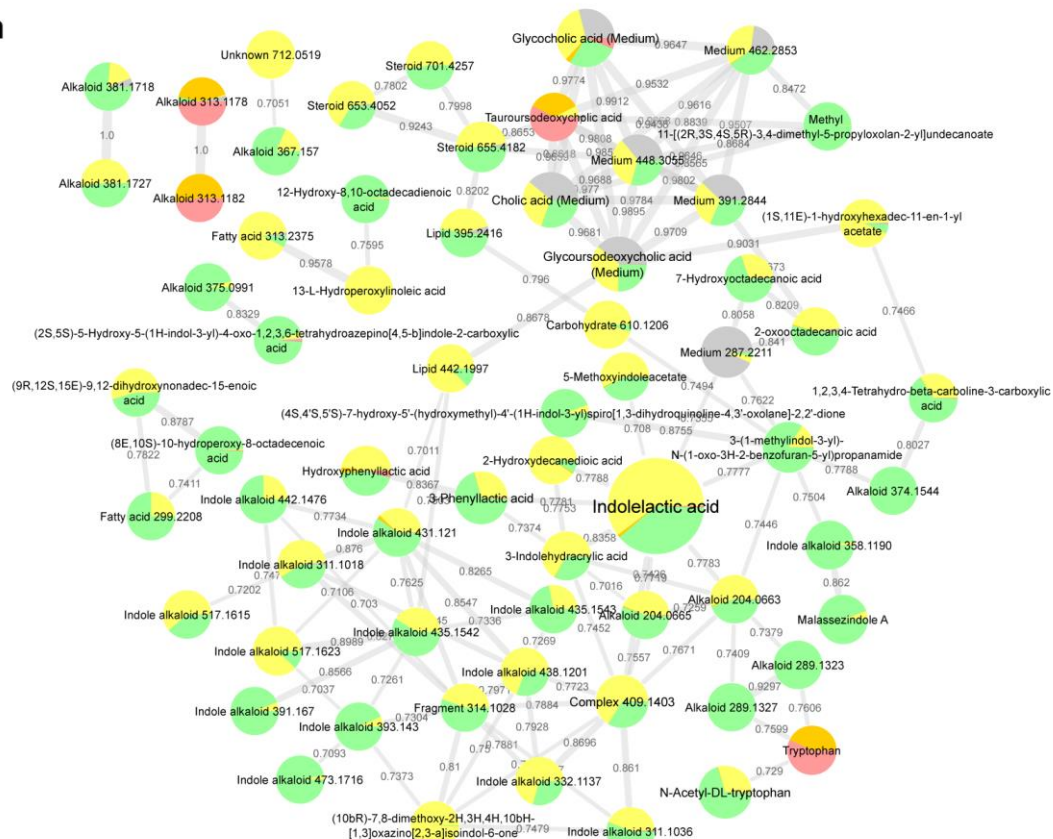 a
Glycocholic acid (Medium)
0.9647
Medium 462.2853
Unknown 712.0519
Steroid 701.4257
Alkaloid 381.1718
Alkaloid 313.1178
0.7802
0.9774
0.9532
0.8472
0.7051
Steroid 653.4052
0.7998
0.9912
0.9616
Tauroursodeoxycholic acid
0.9436
0.8839
0.9507
Methyl
11-[(2R,3S,4S,5R)-3,4-dimethyl-5-propyloxolan-2-yl]undecanoate
1.0
1.0
0.9243
0.8653
0.9808
0.8684
Alkaloid 367.157
Steroid 655.4182
Medium 448.3055
0.9688
0.9802
Alkaloid 381.1727
Alkaloid 313.1182
12-Hydroxy-8,10-octadecadienoic
acid
0.8202
Cholic acid (Medium)
0.9784
0.9895
Medium 391.2844
(1S,11E)-1-hydroxyhexadec-11-en-1-yl
acetate
Fatty acid 313.2375
0.7595
Lipid 395.2416
0.9681
0.9709
0.9031
0.9578
Glycoursodeoxycholic acid
(Medium)
7-Hydroxyoctadecanoic acid
Alkaloid 375.0991
13-L-Hydroperoxylinoleic acid
0.796
0.8209
0.8329
0.8678
Carbohydrate 610.1206
0.8058
0.7466
(2S,5S)-5-Hydroxy-5-(1H-indol-3-yl)-4-oxo-1,2,3,6-tetrahydroazepino[4,5-b]indole-2-carboxylic
acid
2-oxooctadecanoic acid
0.841
Medium 287.2211
Lipid 442.1997
5-Methoxyindoleacetate
0.7494
(9R,12S,15E)-9,12-dihydroxynonadec-15-enoic
acid
0.7622
1,2,3,4-Tetrahydro-beta-carboline-3-carboxylic
acid
(4S,4'S,5'S)-7-hydroxy-5'-(hydroxymethyl)-4'-(1H-indol-3-yl)spiro[1,3-dihydroquinoline-4,3'-oxolane]-2,2'-dione
0.708
0.8755
0.8787
(8E,10S)-10-hydroperoxy-8-octadecenoic
acid
0.7011
3-(1-methylindol-3-yl)-
N-(1-oxo-3H-2-benzofuran-5-yl)propanamide
0.7822
2-Hydroxydecanedioic acid
0.7777
0.8027
0.7411
Hydroxyphenyllactic acid
0.8367
0.7788
0.7788
Indole alkaloid 442.1476
3-Phenyllactic acid
0.7781
0.7753
Indolelactic acid
0.7504
Alkaloid 374.1544
Fatty acid 299.2208
0.7734
Indole alkaloid 431.121
0.7374
0.8358
0.7446
Indole alkaloid 358.1190
0.876
3-Indolehydracrylic acid
0.7783
Indole alkaloid 311.1018
0.7625
0.8265
0.7016
0.862
0.7202
0.7106
0.703
0.8547
0.7336
Indole alkaloid 435.1543
0.7259
Alkaloid 204.0663
Indole alkaloid 517.1615
Alkaloid 204.0665
Malassezindole A
Indole alkaloid 435.1542
0.7452
0.7379
0.8989
0.7269
Indole alkaloid 517.1623
0.7557
0.7671
0.7409
Alkaloid 289.1323
0.8566
0.7261
Indole alkaloid 438.1201
0.7037
0.7723
0.9297
0.7606
Indole alkaloid 391.167
Indole alkaloid 393.143
0.7304
Fragment 314.1028
0.7884
Complex 409.1403
Alkaloid 289.1327
0.7599
0.7928
0.7093
0.7881
0.8696
Tryptophan
0.7373
0.81
0.861
0.729
Indole alkaloid 473.1716
Indole alkaloid 332.1137
N-Acetyl-DL-tryptophan
(10bR)-7,8-dimethoxy-2H,3H,4H,10bH-
[1,3]oxazino[2,3-a]isoindol-6-one
0.7479
Indole alkaloid 311.1036